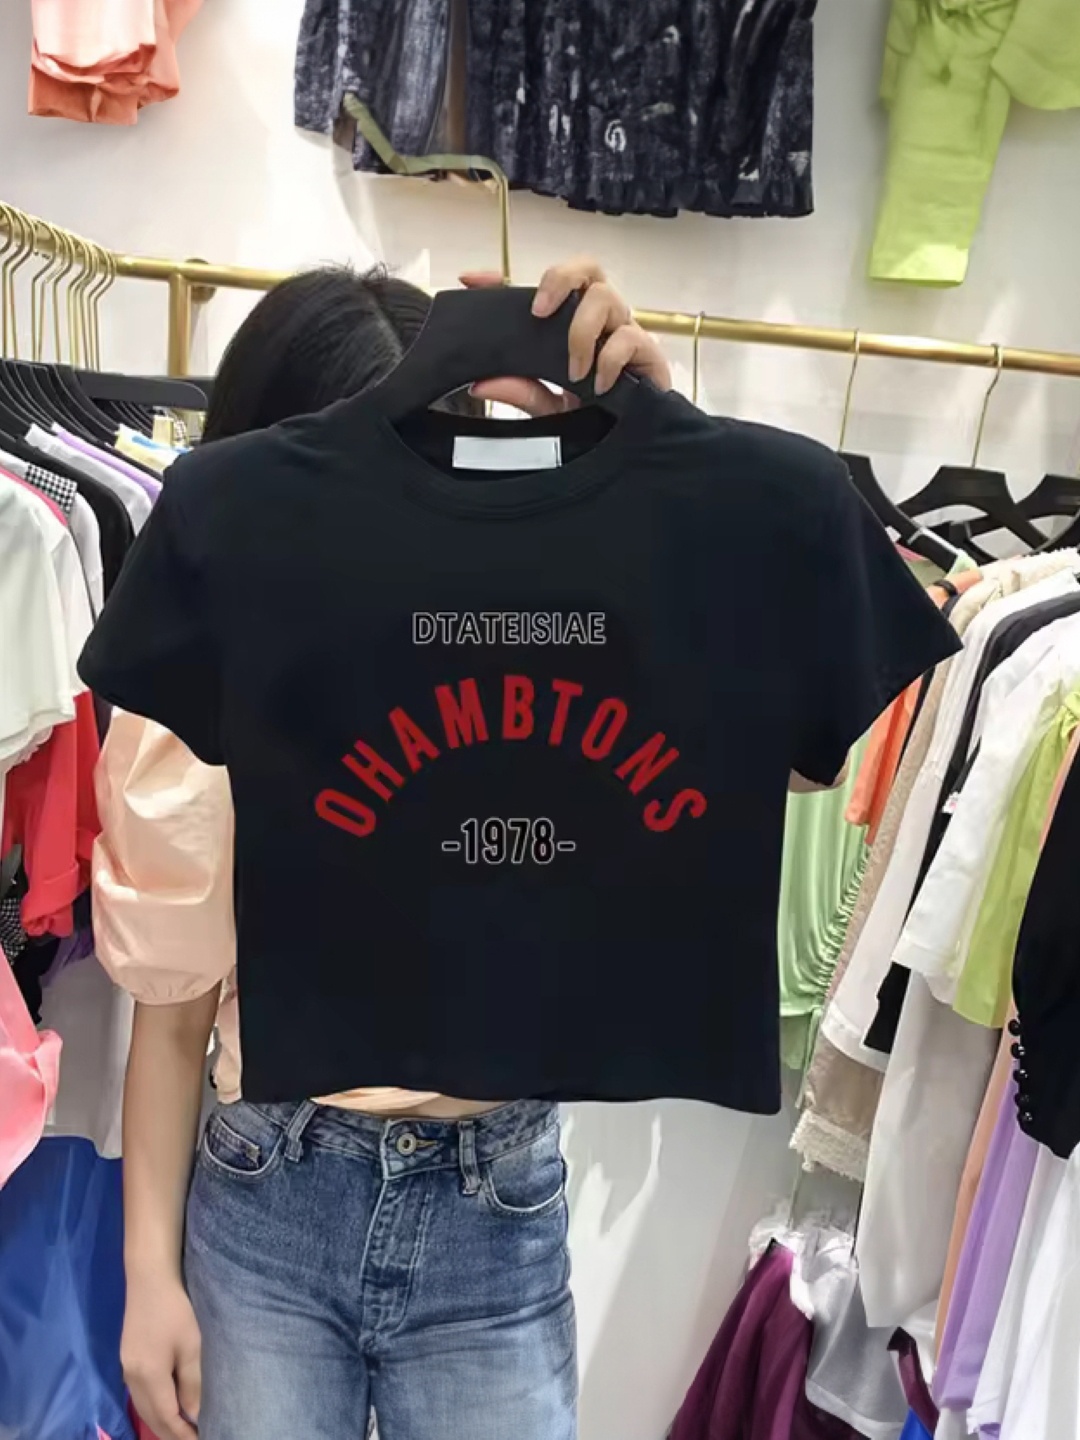 DTATEISIAE
OHAMBTONS
-1978-